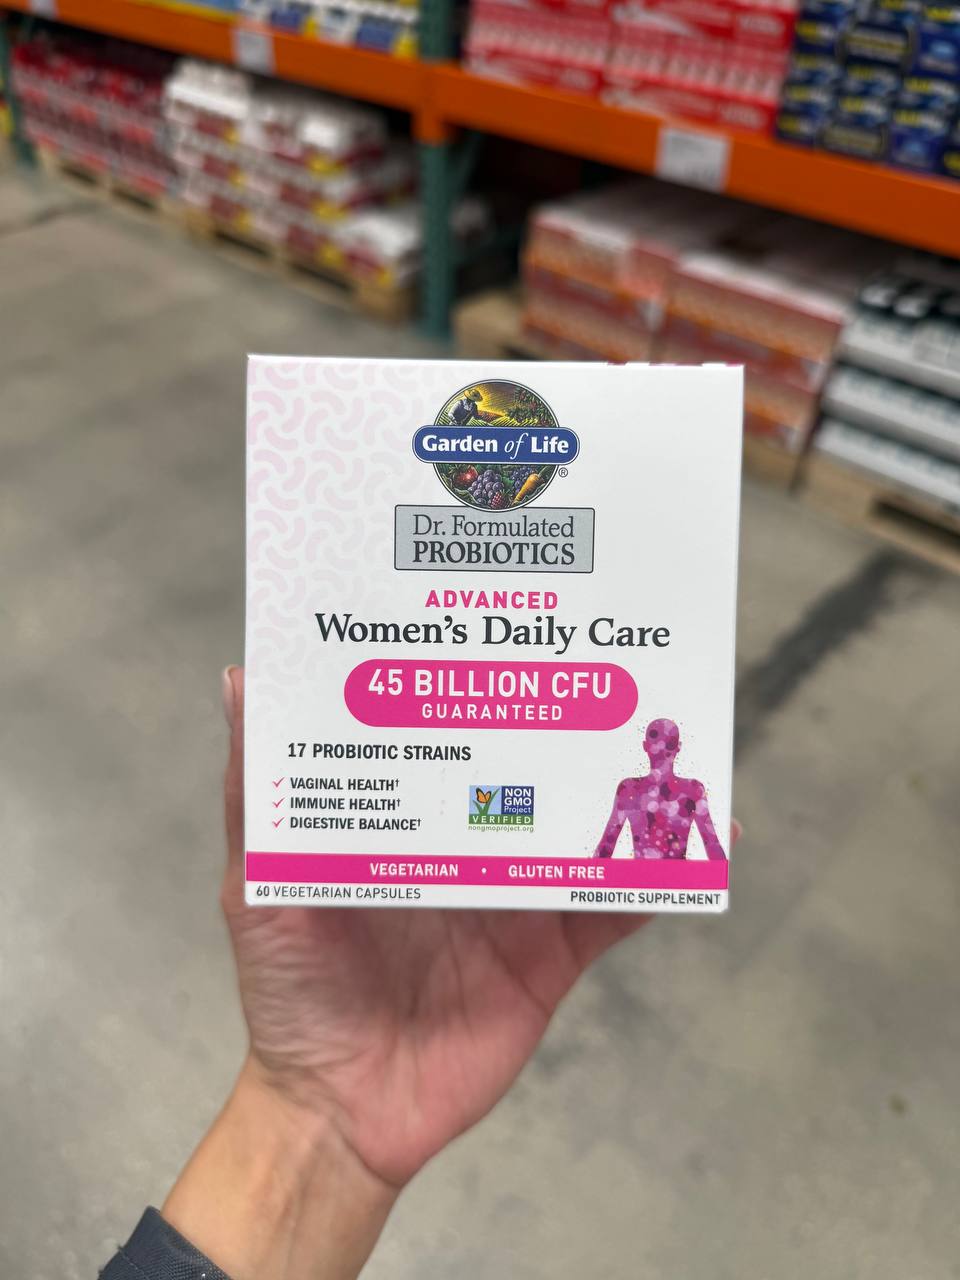 Garden of Life®
Dr. Formulated
PROBIOTICS
ADVANCED
Women's Daily Care
45 BILLION CFU
GUARANTEED
17 PROBIOTIC STRAINS
✓ VAGINAL HEALTH†
✓ IMMUNE HEALTH†
✓ DIGESTIVE BALANCE†
NON
GMO
Project
VERIFIED
nongmoproject.org
VEGETARIAN • GLUTEN FREE
60 VEGETARIAN CAPSULES
PROBIOTIC SUPPLEMENT